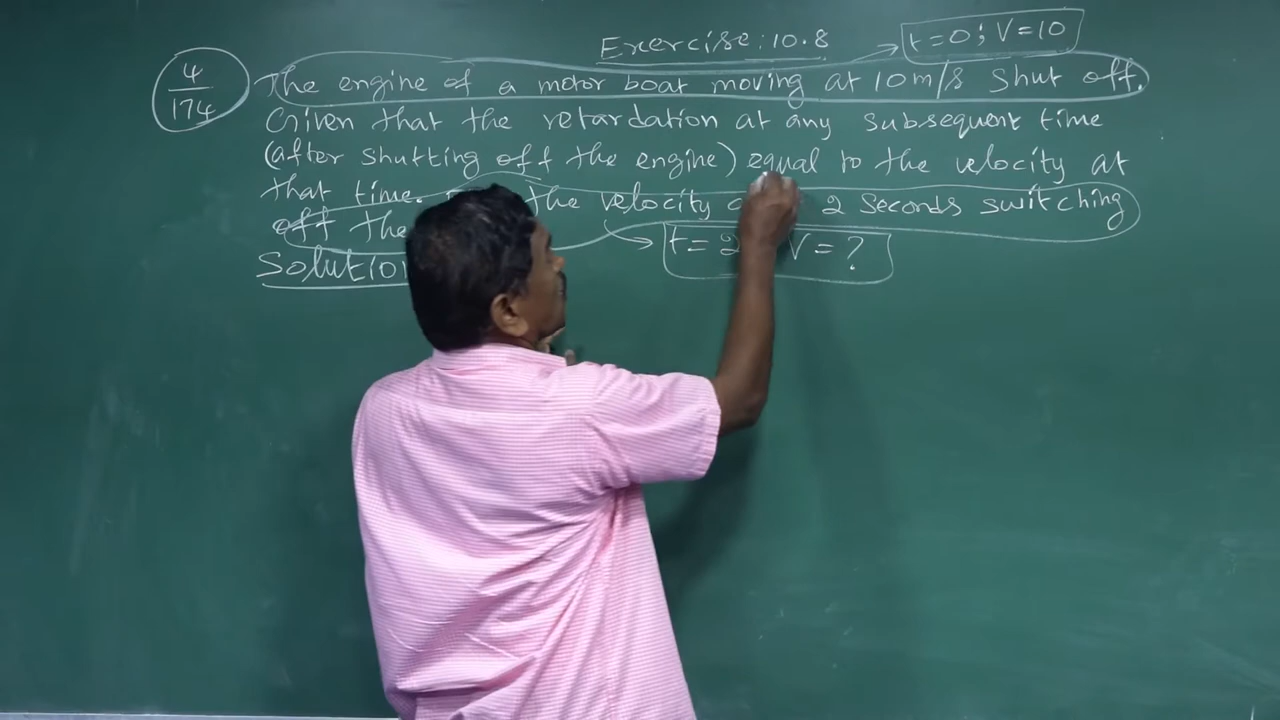 Exercise: 10.8
t=0; V=10
4
174
The engine of a motor boat moving at 10m/s shut off.
Given that the retardation at any subsequent time
(after shutting off the engine) equal to the velocity at
that time. the velocity 2 seconds switching
off the
t=2 V=?
Solution